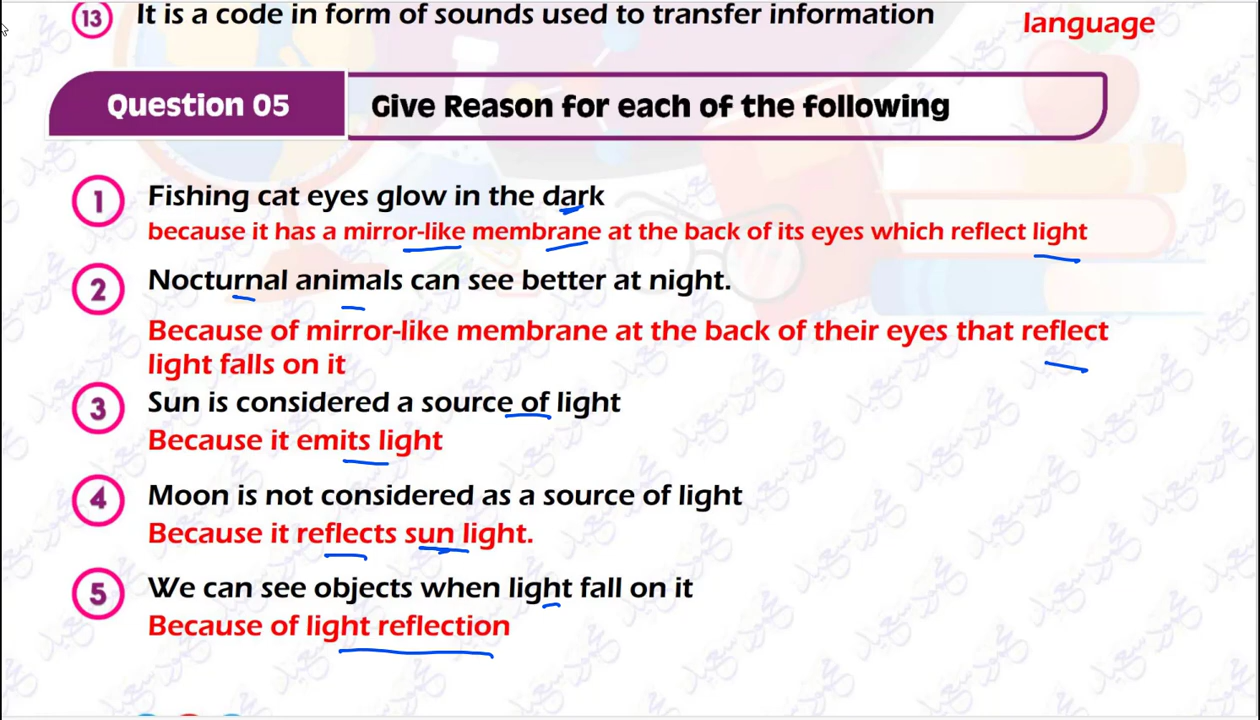 13 It is a code in form of sounds used to transfer information language
Question 05 Give Reason for each of the following
1 Fishing cat eyes glow in the dark
because it has a mirror-like membrane at the back of its eyes which reflect light
2 Nocturnal animals can see better at night.
Because of mirror-like membrane at the back of their eyes that reflect
light falls on it
3 Sun is considered a source of light
Because it emits light
4 Moon is not considered as a source of light
Because it reflects sun light.
5 We can see objects when light fall on it
Because of light reflection